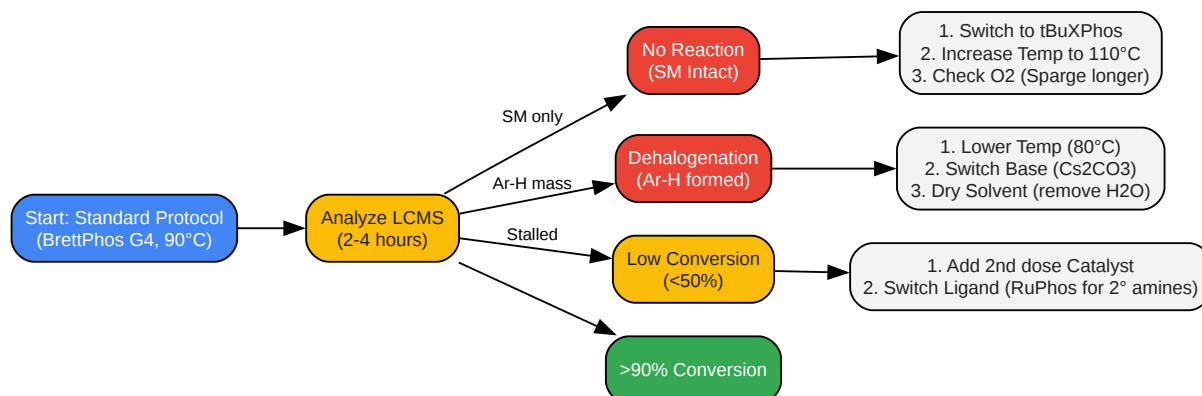 Start: Standard Protocol
(BrettPhos G4, 90°C)
Analyze LCMS
(2-4 hours)
SM only
No Reaction
(SM Intact)
1. Switch to tBuXPhos
2. Increase Temp to 110°C
3. Check O2 (Sparge longer)
Ar-H mass
Dehalogenation
(Ar-H formed)
1. Lower Temp (80°C)
2. Switch Base (Cs2CO3)
3. Dry Solvent (remove H2O)
Stalled
Low Conversion
(<50%)
1. Add 2nd dose Catalyst
2. Switch Ligand (RuPhos for 2° amines)
>90% Conversion